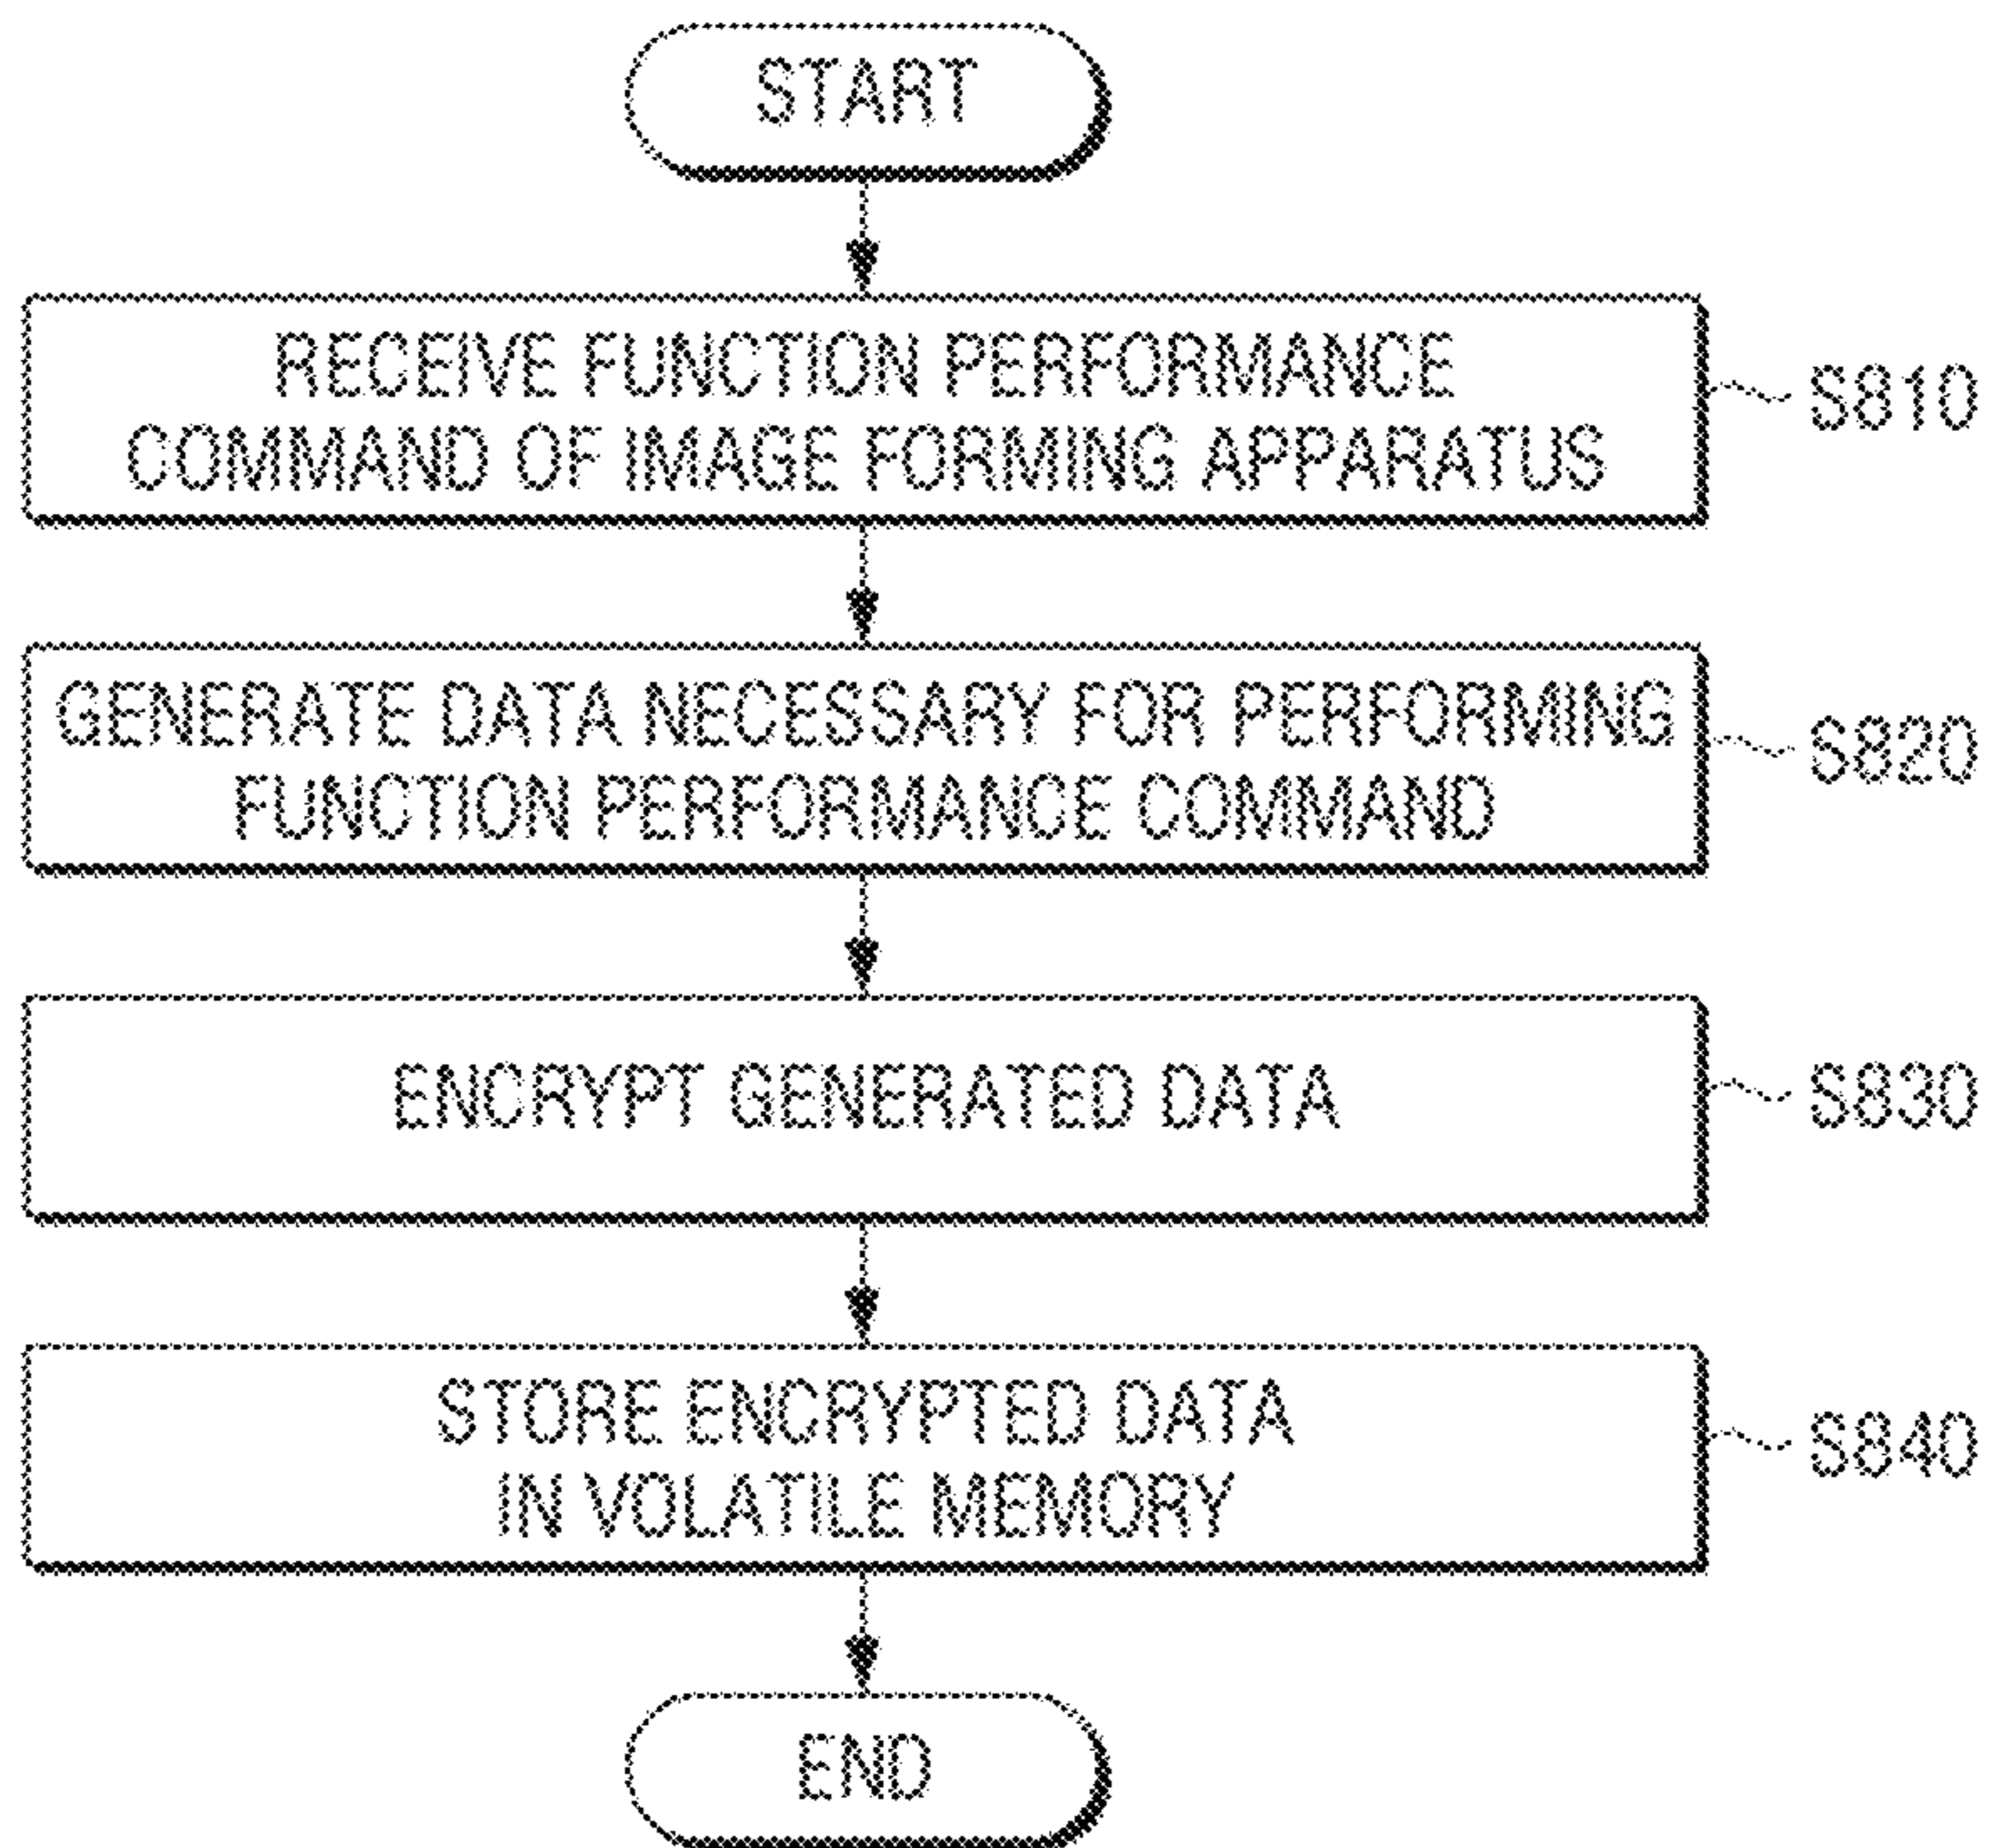 START
RECEIVE FUNCTION PERFORMANCE
COMMAND OF IMAGE FORMING APPARATUS
S810
GENERATE DATA NECESSARY FOR PERFORMING
FUNCTION PERFORMANCE COMMAND
S820
ENCRYPT GENERATED DATA
S830
STORE ENCRYPTED DATA
IN VOLATILE MEMORY
S840
END